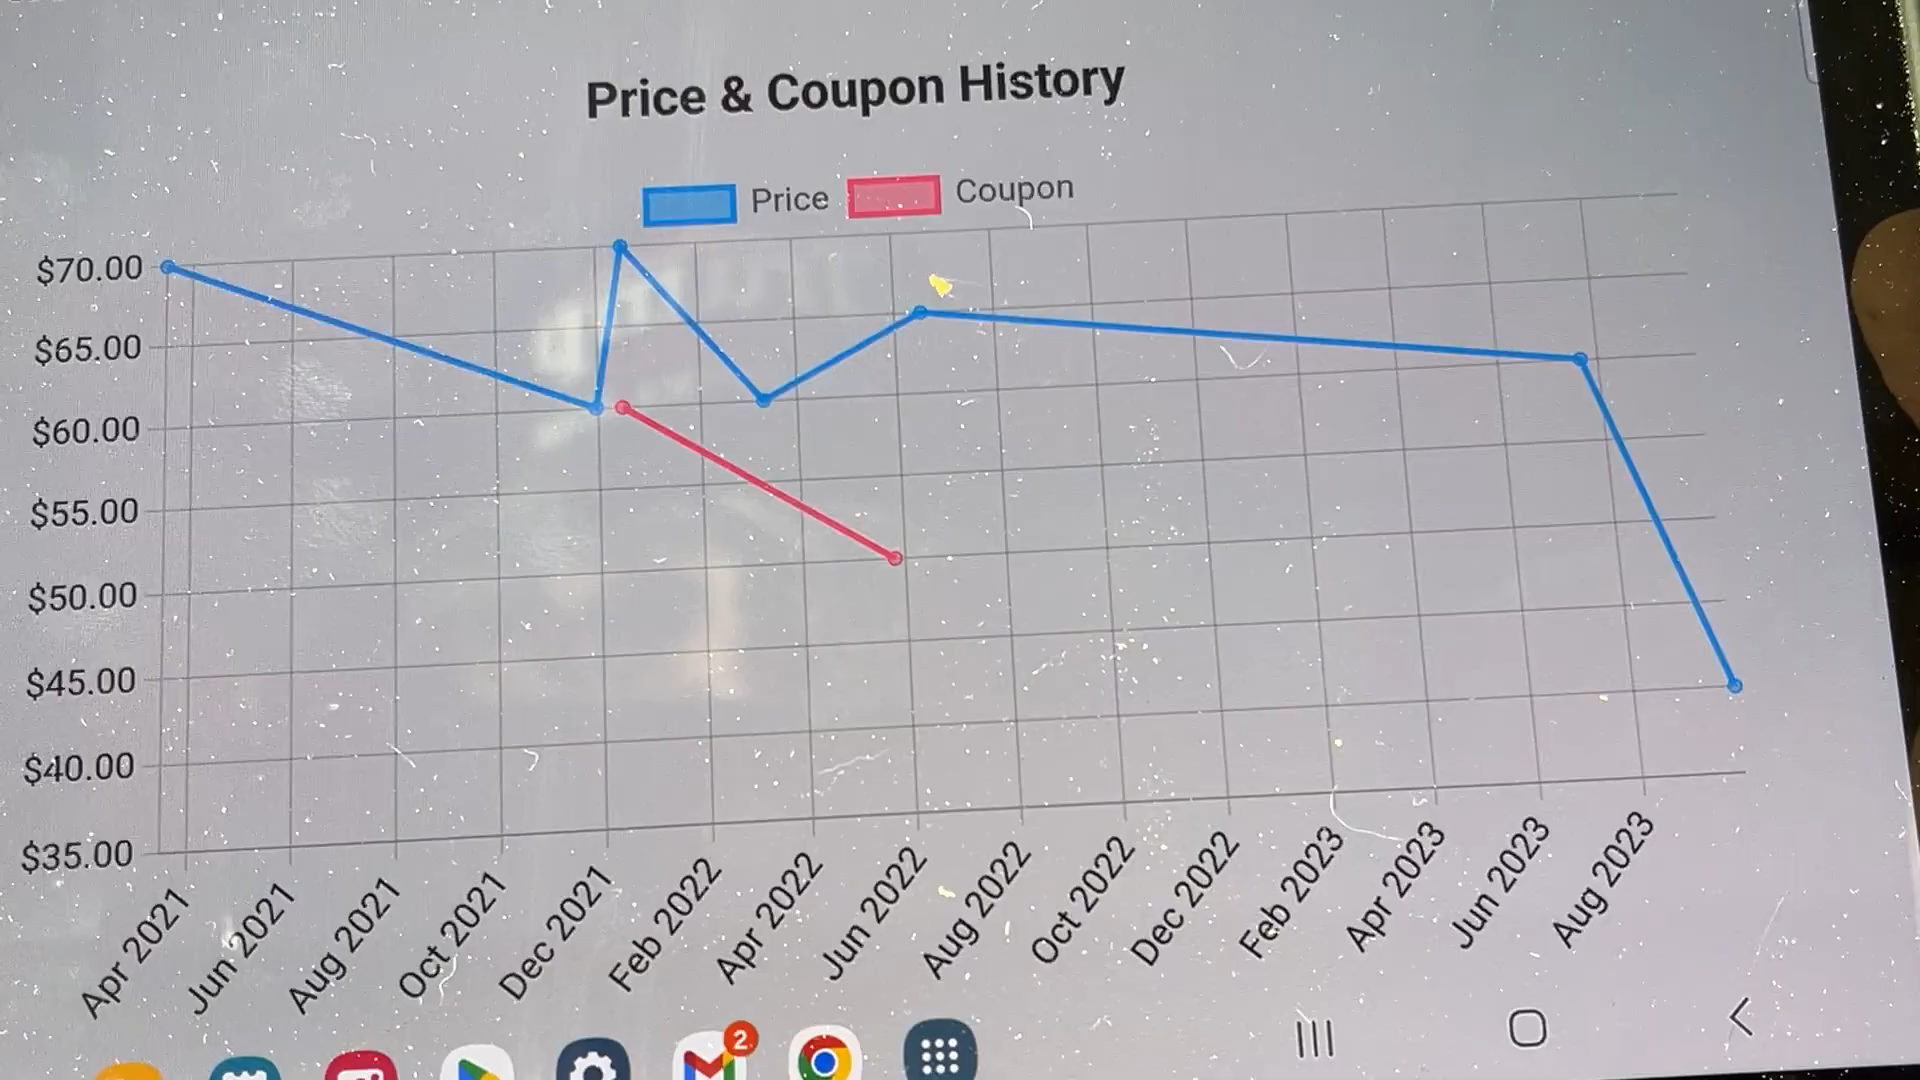 Price & Coupon History
Price
Coupon
$70.00
$65.00
$60.00
$55.00
$50.00
$45.00
$40.00
$35.00
Apr 2021
Jun 2021
Aug 2021
Oct 2021
Dec 2021
Feb 2022
Apr 2022
Jun 2022
Aug 2022
Oct 2022
Dec 2022
Feb 2023
Apr 2023
Jun 2023
Aug 2023
2